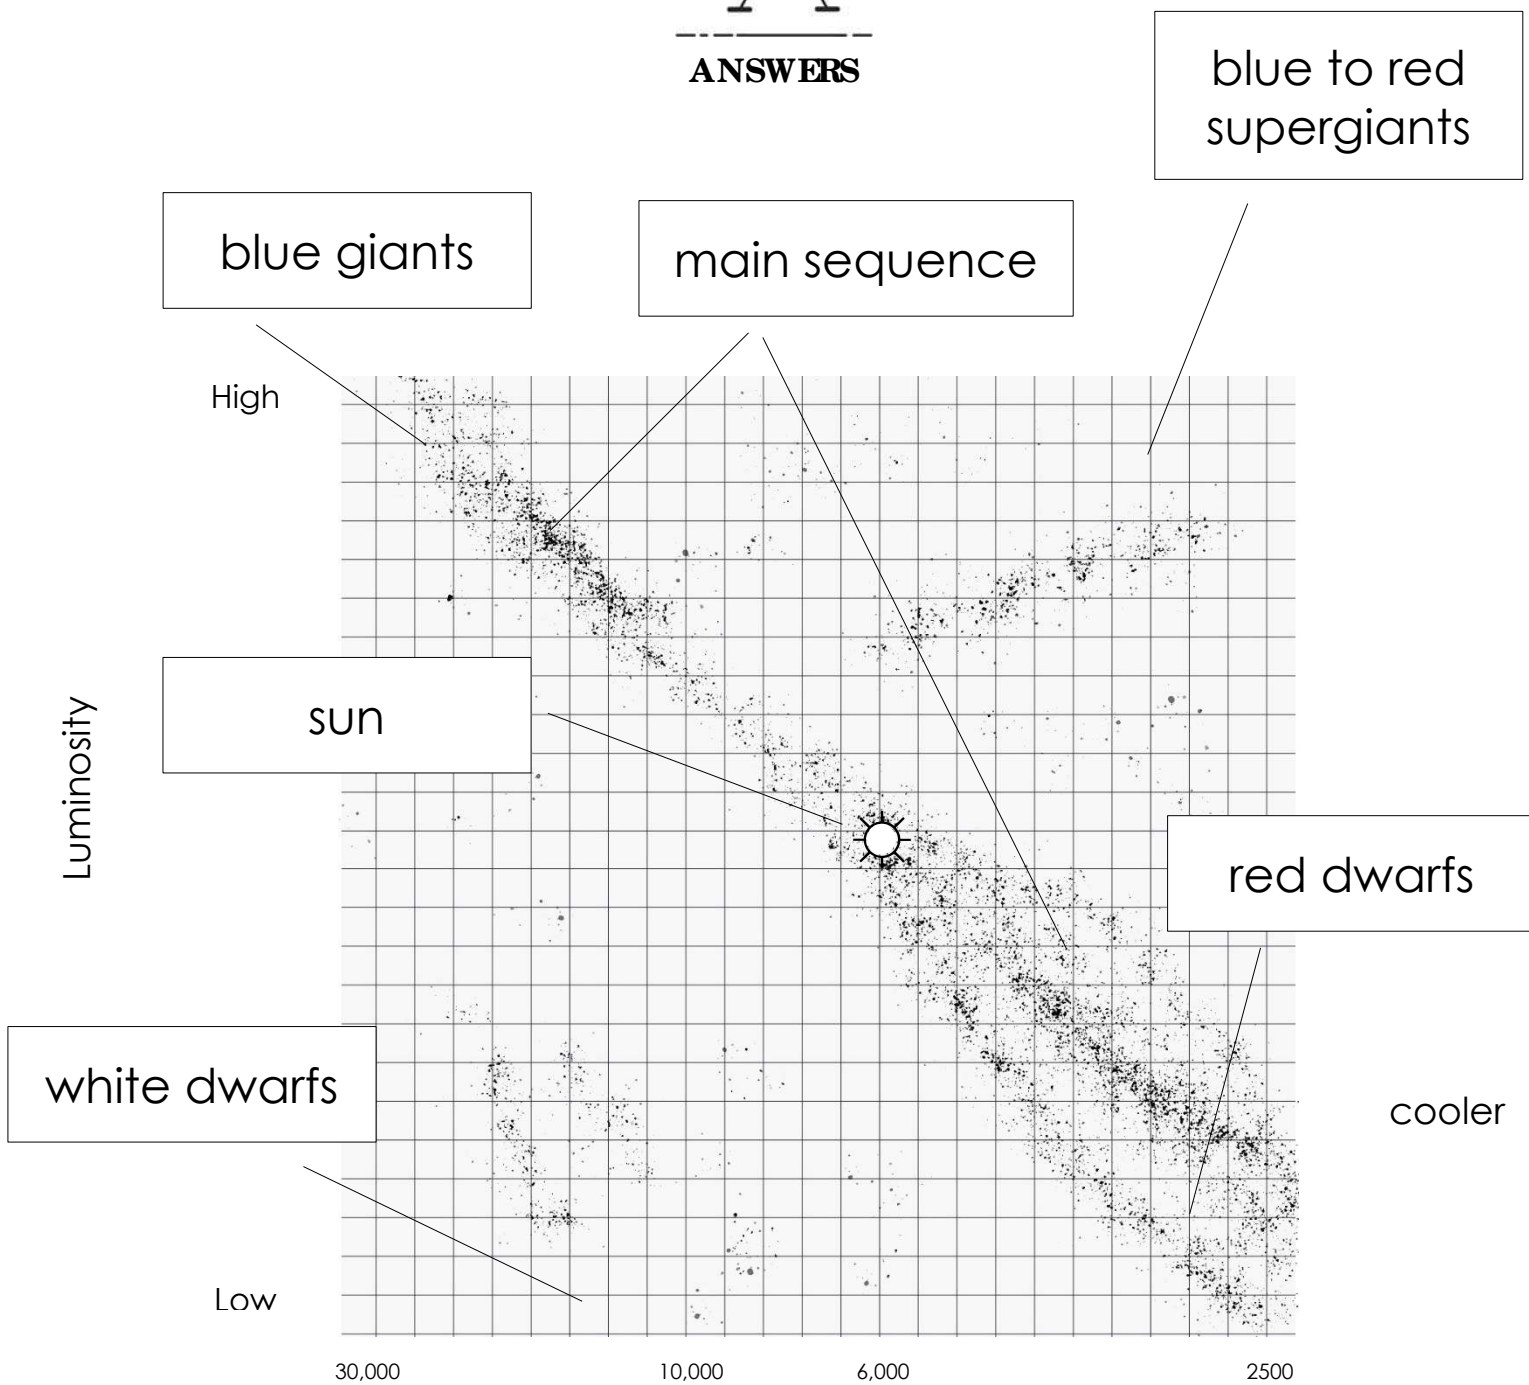 ANSWERS
blue to red
supergiants
blue giants
main sequence
High
sun
Luminosity
red dwarfs
white dwarfs
cooler
Low
30,000
10,000
6,000
2500